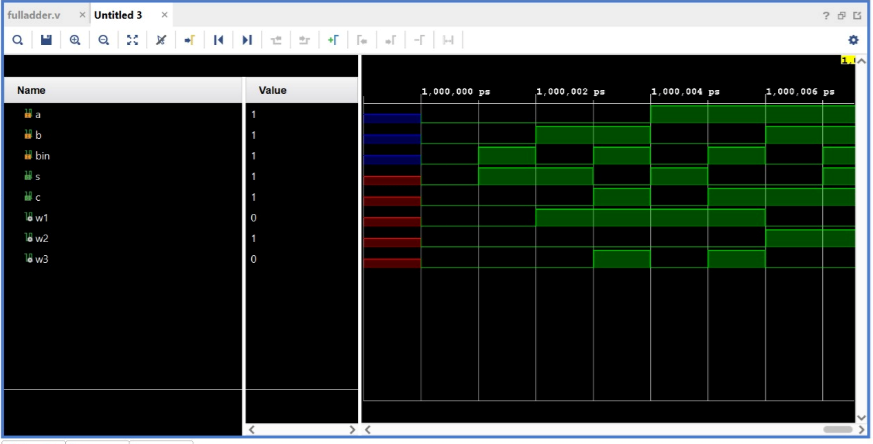 fulladder.v × Untitled 3 ×
1,
Name Value
1,000,000 ps 1,000,002 ps 1,000,004 ps 1,000,006 ps
a 1
b 1
bin 1
s 1
c 1
w1 0
w2 1
w3 0